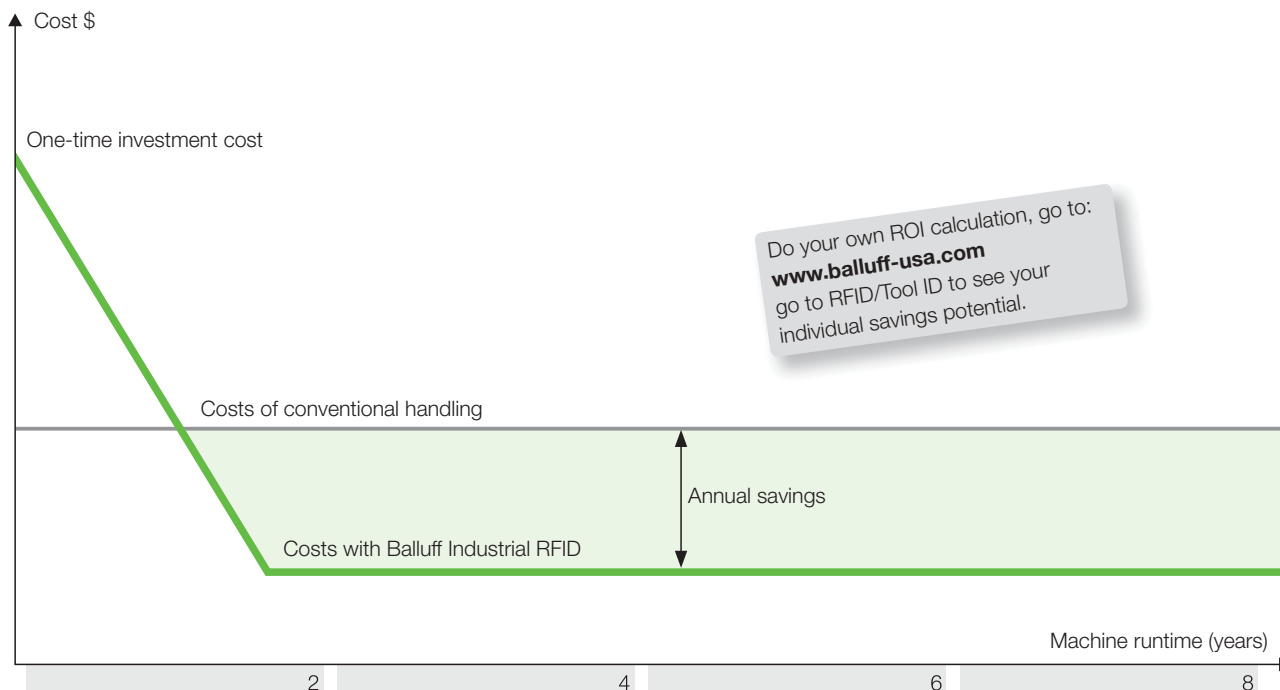 Cost $
One-time investment cost
Do your own ROI calculation, go to:
www.balluff-usa.com
go to RFID/Tool ID to see your
individual savings potential.
Costs of conventional handling
Annual savings
Costs with Balluff Industrial RFID
Machine runtime (years)
2 4 6 8